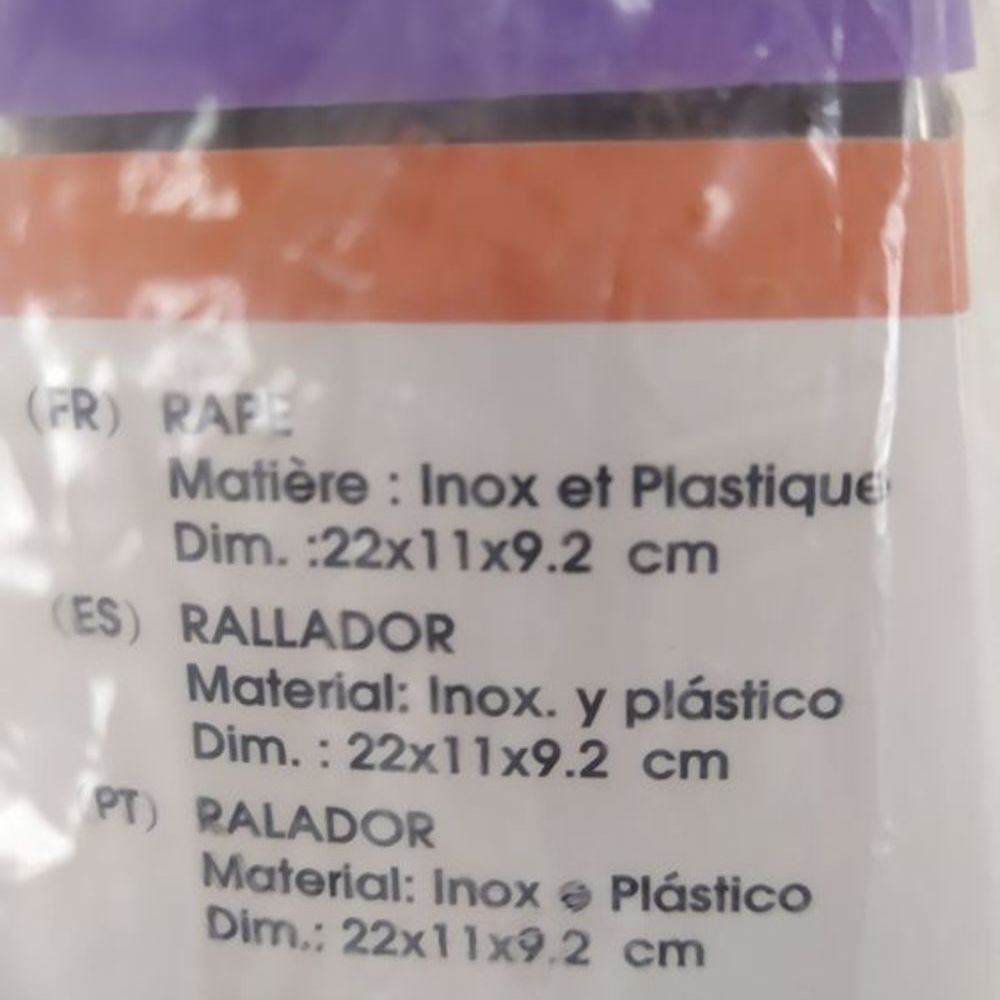 (FR) RAPE
Matière : Inox et Plastique
Dim. :22x11x9.2 cm
(ES) RALLADOR
Material: Inox. y plástico
Dim. : 22x11x9.2 cm
(PT) RALADOR
Material: Inox e Plástico
Dim.: 22x11x9.2 cm